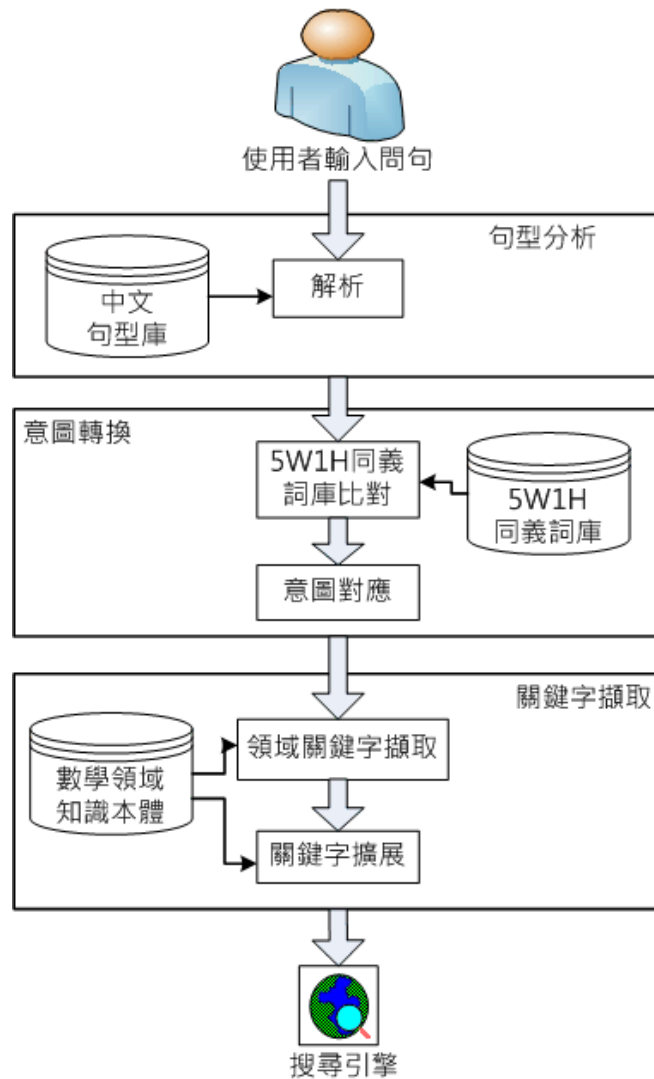 使用者輸入問句
句型分析
中文
句型庫
解析
意圖轉換
5W1H同義
詞庫比對
5W1H
同義詞庫
意圖對應
關鍵字擷取
數學領域
知識本體
領域關鍵字擷取
關鍵字擴展
搜尋引擎